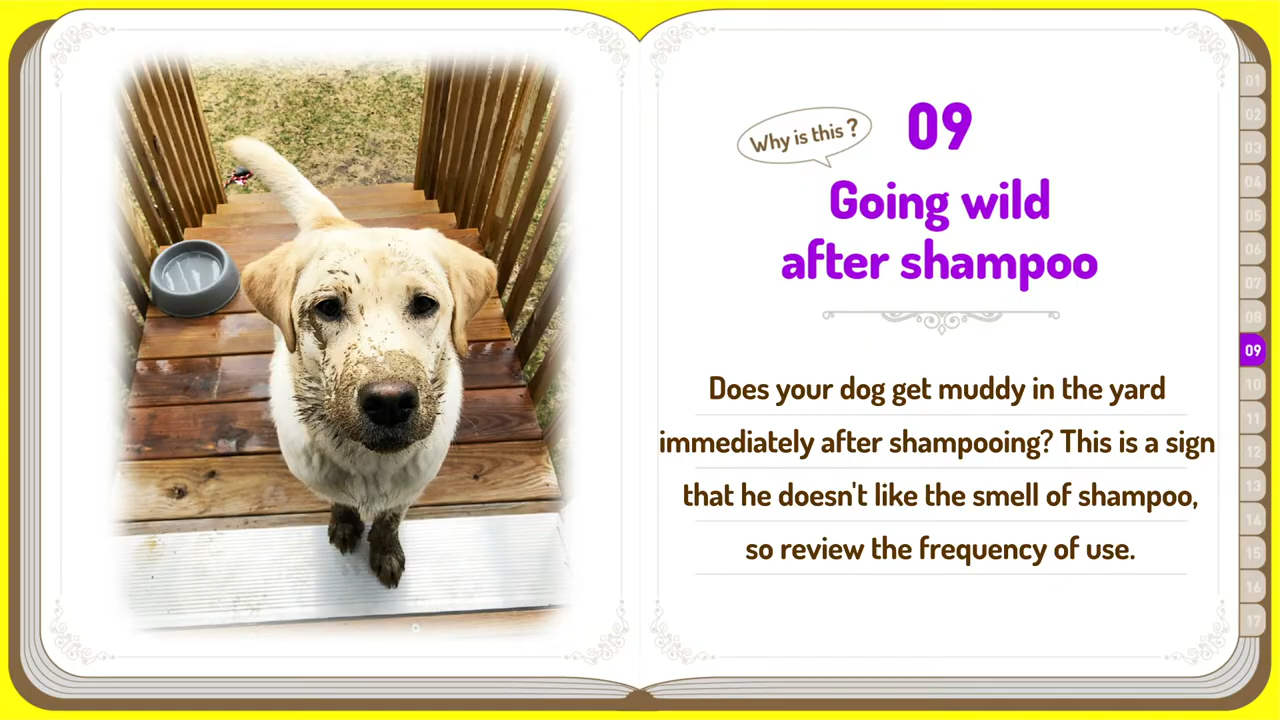 Why is this ?
09
Going wild
after shampoo
Does your dog get muddy in the yard
immediately after shampooing? This is a sign
that he doesn't like the smell of shampoo,
so review the frequency of use.
01
02
03
04
05
06
07
08
09
10
11
12
13
14
15
16
17